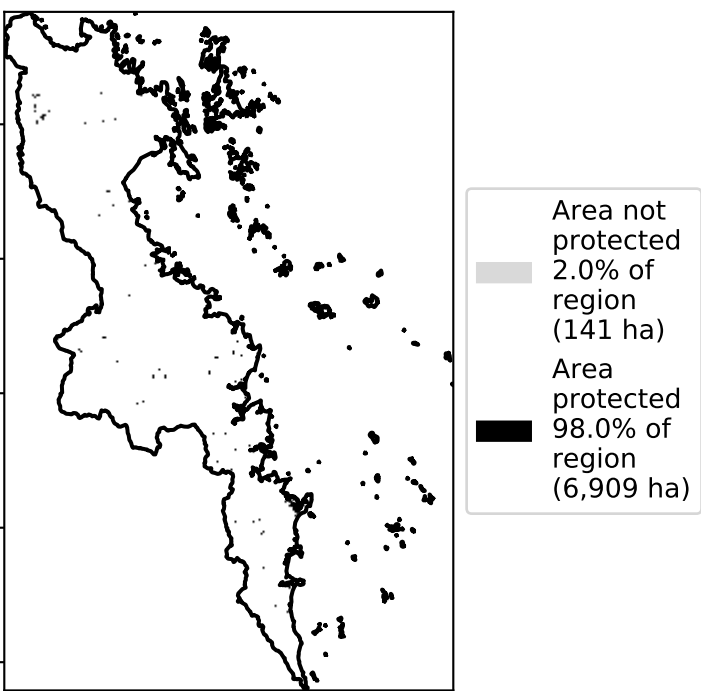 Area not
protected
2.0% of
region
(141 ha)
Area
protected
98.0% of
region
(6,909 ha)